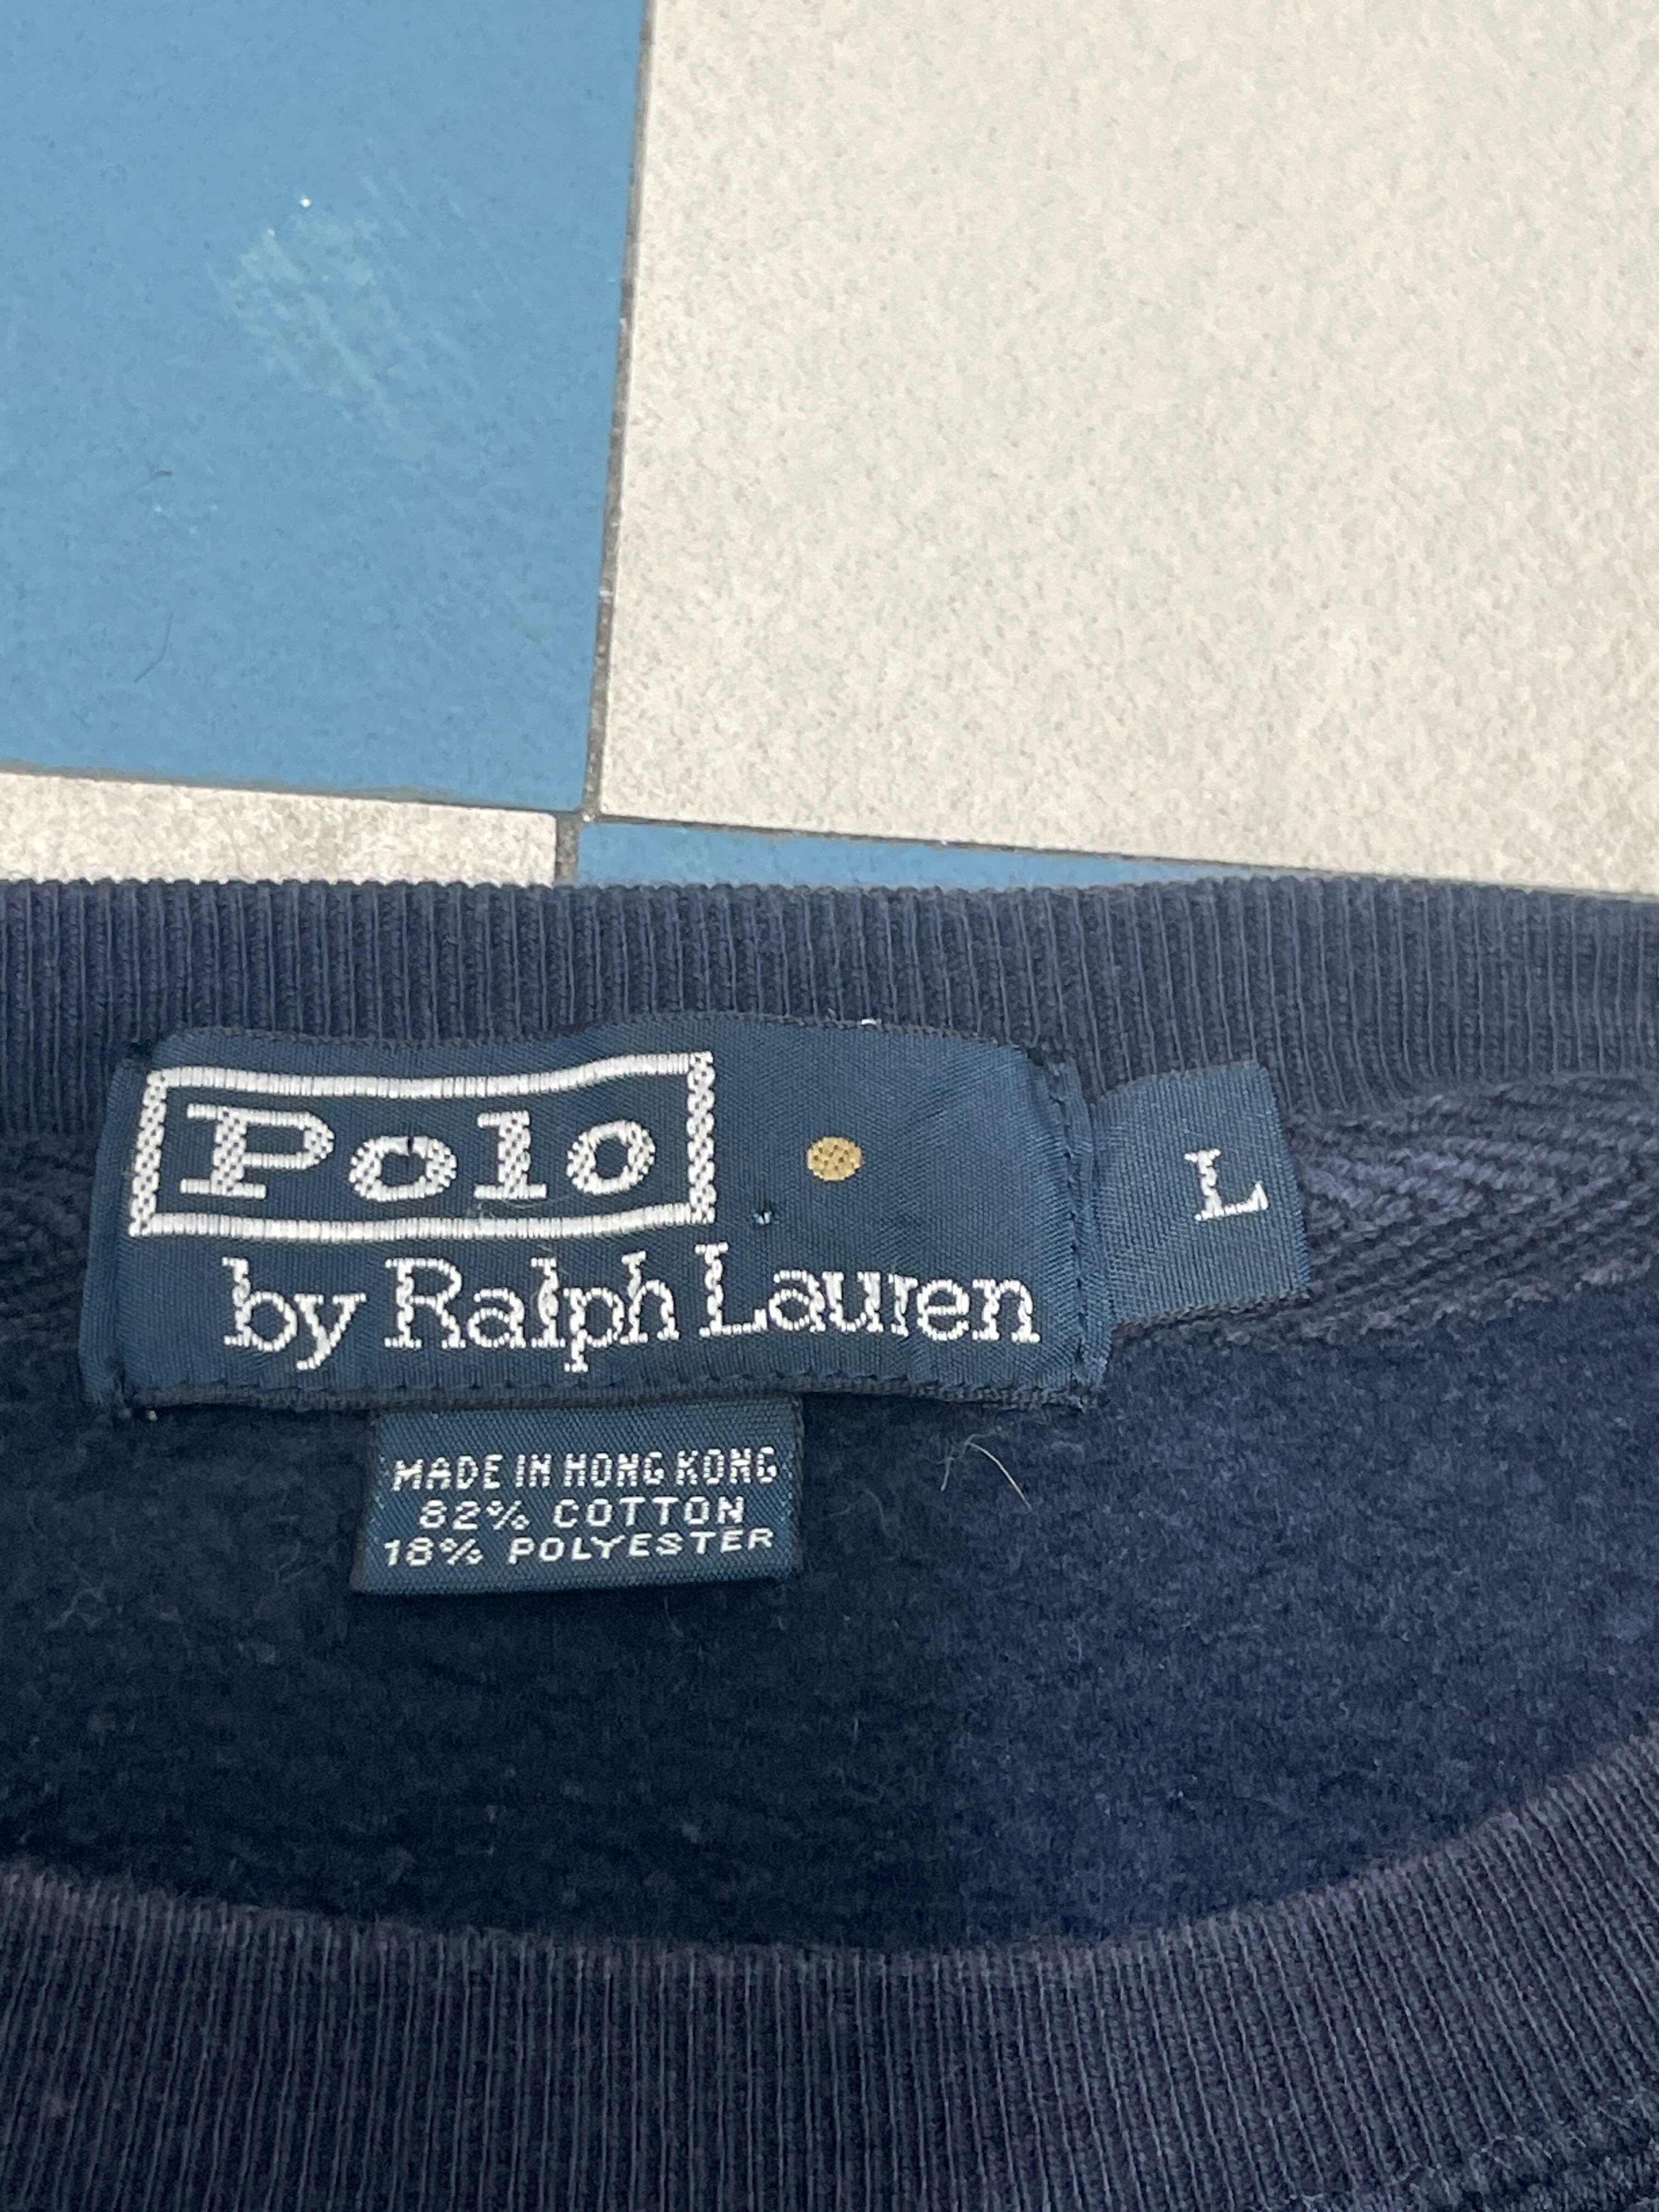 Polo
by Ralph Lauren
L
MADE IN HONG KONG
82% COTTON
18% POLYESTER